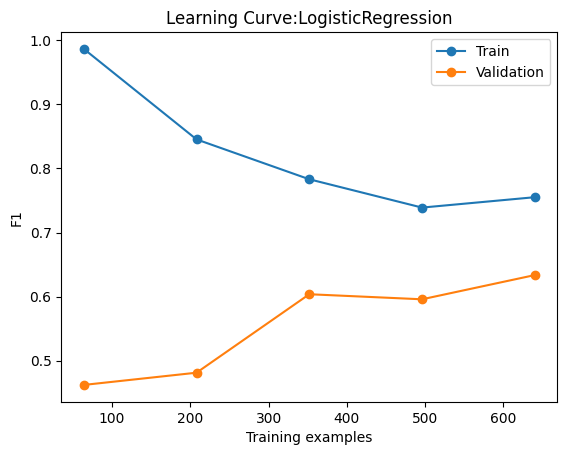 Learning Curve:LogisticRegression
Train
Validation
1.0
0.9
0.8
0.7
0.6
0.5
F1
100 200 300 400 500 600
Training examples